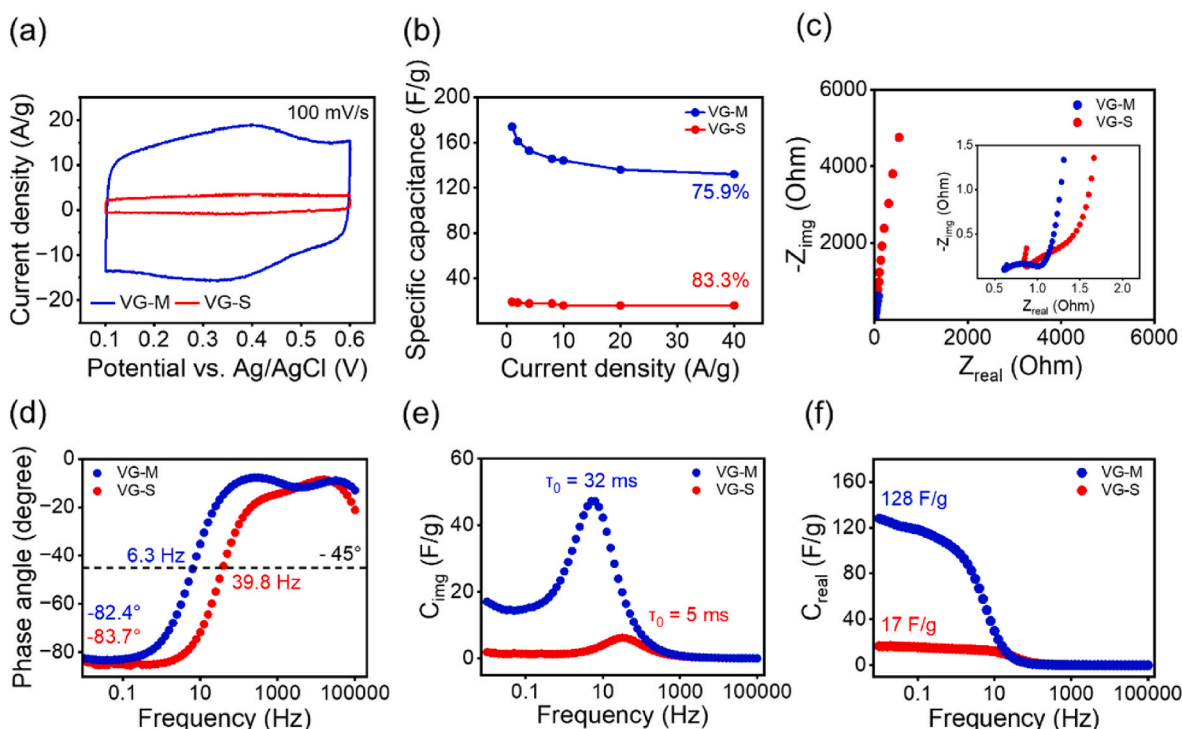 (a)
100 mV/s
Current density (A/g)
20
10
0
−10
−20
VG-M VG-S
0.1 0.2 0.3 0.4 0.5 0.6
Potential vs. Ag/AgCl (V)
(b)
Specific capacitance (F/g)
200
160
120
80
40
VG-M
VG-S
75.9%
83.3%
0 10 20 30 40
Current density (A/g)
(c)
-Zimg (Ohm)
6000
4000
2000
0
VG-M
VG-S
-Zimg (Ohm)
1.5
1.0
0.5
0.5 1.0 1.5 2.0
Zreal (Ohm)
0 2000 4000 6000
Zreal (Ohm)
(d)
Phase angle (degree)
0
−20
−40
−60
−80
VG-M
VG-S
6.3 Hz
- 45°
39.8 Hz
-82.4°
-83.7°
0.1 10 1000 100000
Frequency (Hz)
(e)
Cimg (F/g)
60
40
20
0
VG-M
VG-S
τ0 = 32 ms
τ0 = 5 ms
0.1 10 1000 100000
Frequency (Hz)
(f)
Creal (F/g)
160
120
80
40
0
VG-M
VG-S
128 F/g
17 F/g
0.1 10 1000 100000
Frequency (Hz)